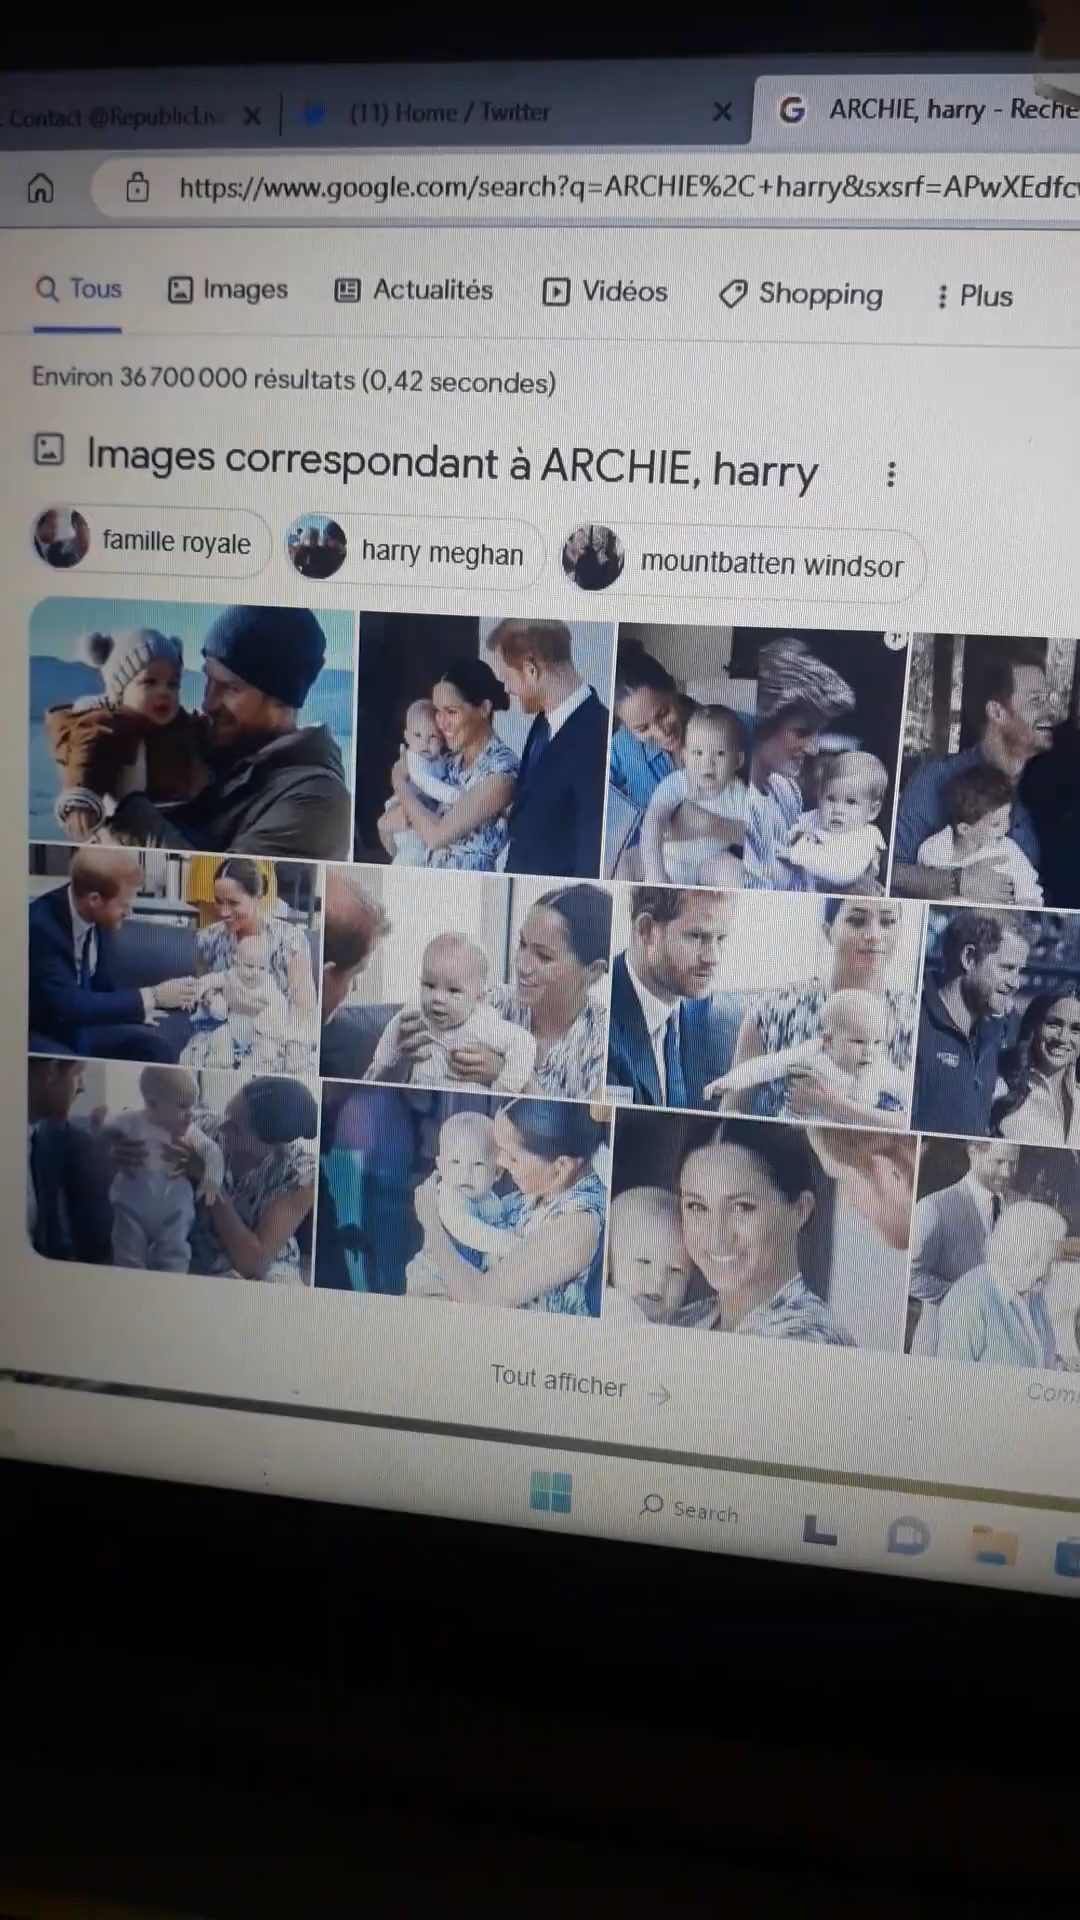 Contact @RepublicLiv
(11) Home / Twitter
ARCHIE, harry - Reche
https://www.google.com/search?q=ARCHIE%2C+harry&sxsrf=APwXEdfc
Tous
Images
Actualités
Vidéos
Shopping
Plus
Environ 36 700 000 résultats (0,42 secondes)
Images correspondant à ARCHIE, harry
famille royale
harry meghan
mountbatten windsor
Tout afficher
Com
Search